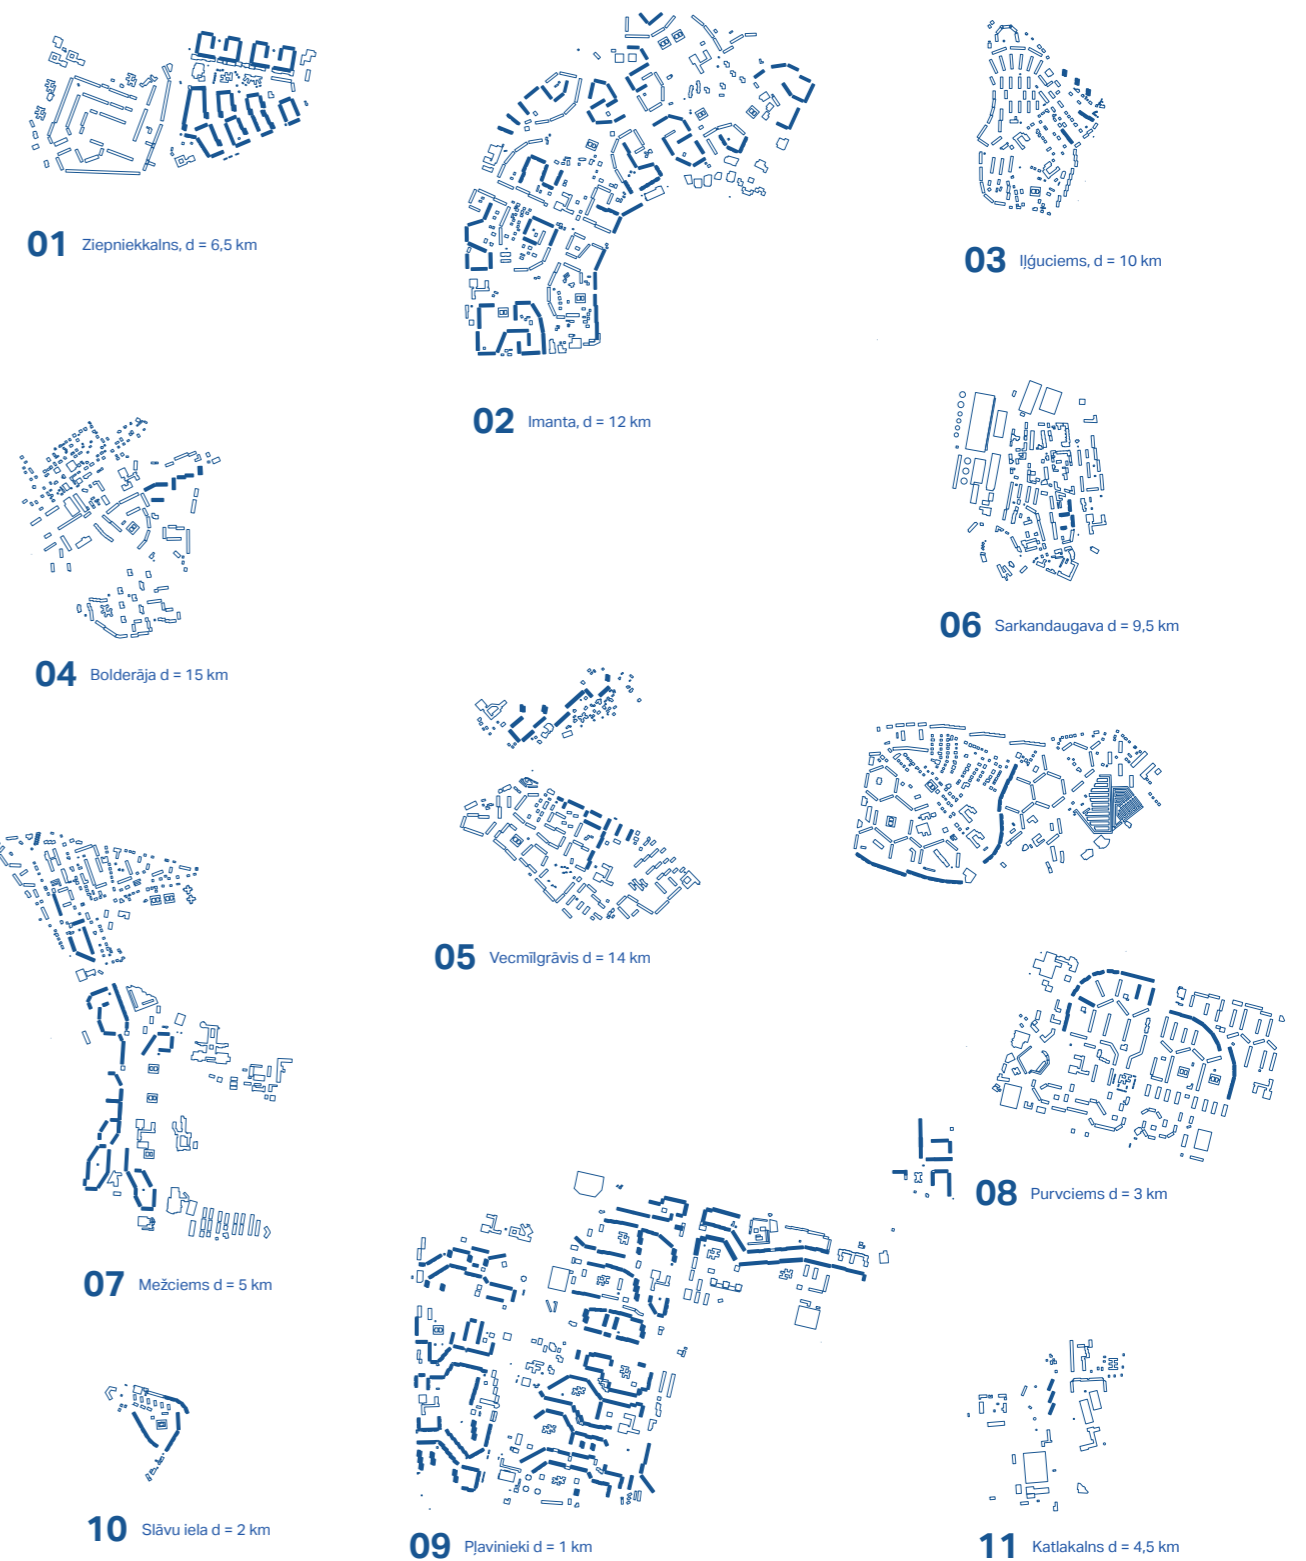 01 Ziepniekkalns, d = 6,5 km
02 Imanta, d = 12 km
03 Iļģuciems, d = 10 km
04 Bolderāja d = 15 km
05 Vecmīlgrāvis d = 14 km
06 Sarkandaugava d = 9,5 km
07 Mežciems d = 5 km
08 Purvciems d = 3 km
09 Pļavinieki d = 1 km
10 Slāvu iela d = 2 km
11 Katlakalns d = 4,5 km